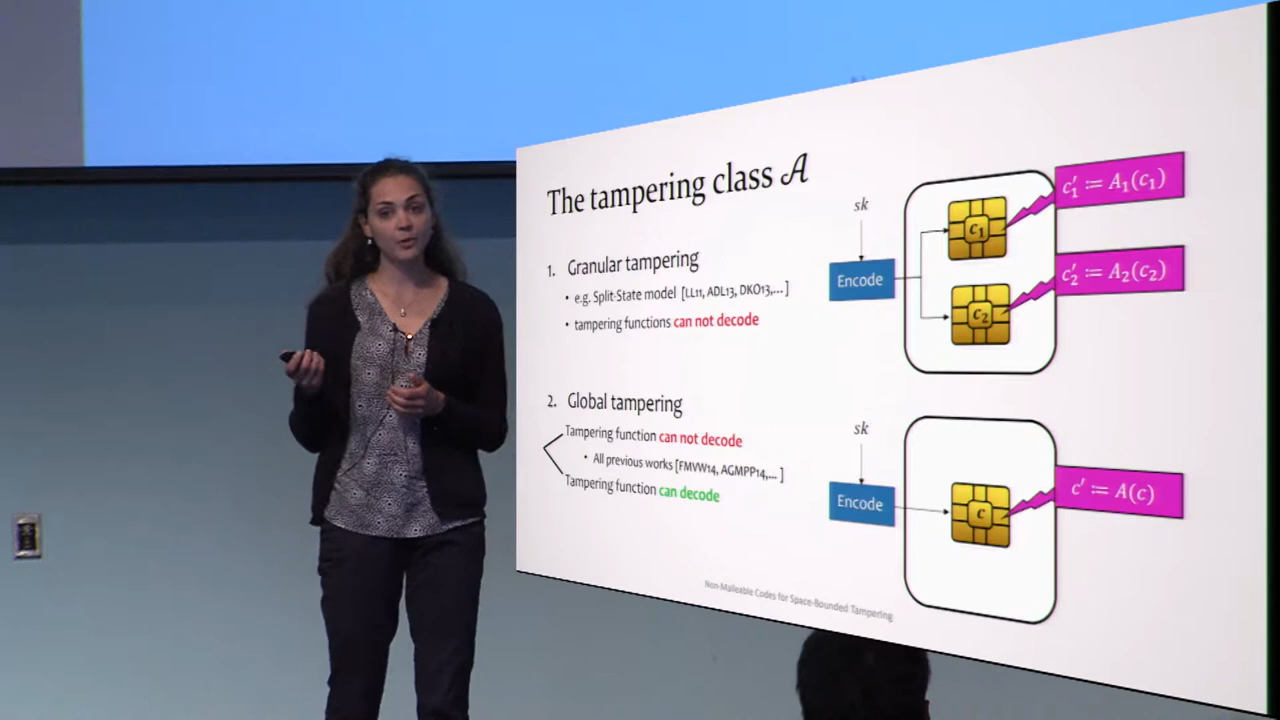 The tampering class 𝒜
1. Granular tampering
• e.g. Split-State model [LL11, ADL13, DKO13,... ]
• tampering functions can not decode
2. Global tampering
Tampering function can not decode
• All previous works [FMVW14, AGMPP14,... ]
Tampering function can decode
sk
Encode
c₁
c₂
c₁′ ≔ A₁(c₁)
c₂′ ≔ A₂(c₂)
sk
Encode
c
c′ ≔ A(c)
Non-Malleable Codes for Space-Bounded Tampering